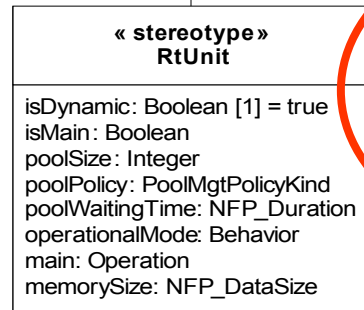 « stereotype»
RtUnit
isDynamic: Boolean [1] = true
isMain: Boolean
poolSize: Integer
poolPolicy: PoolMgtPolicyKind
poolWaitingTime: NFP_Duration
operationalMode: Behavior
main: Operation
memorySize: NFP_DataSize